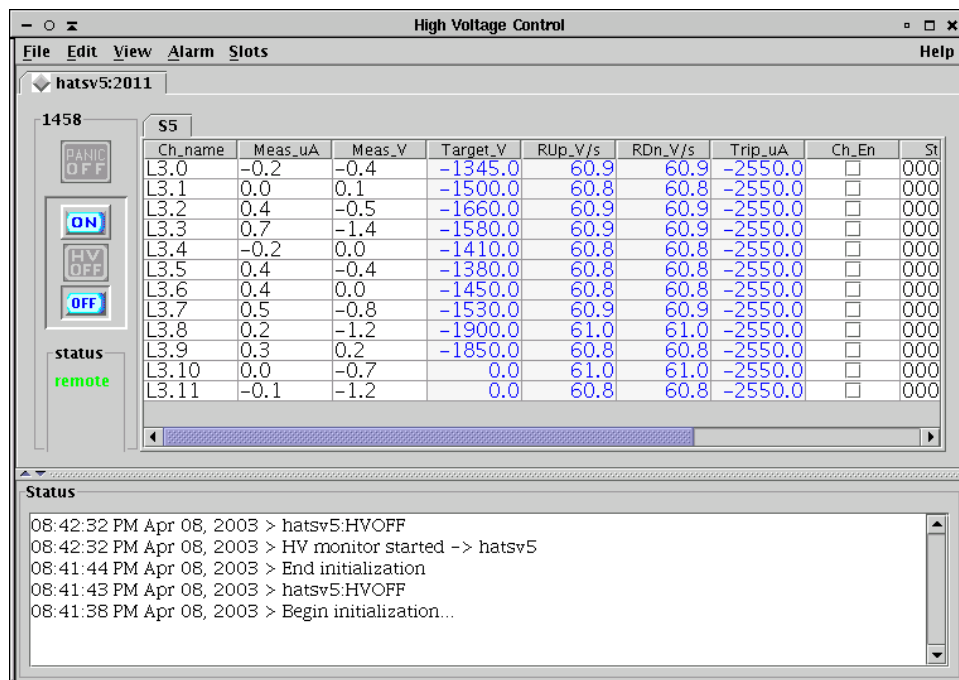 High Voltage Control
File Edit View Alarm Slots Help
hatsv5:2011
1458
S5
PANIC OFF
ON
HV OFF
OFF
status
remote
Ch_name Meas_uA Meas_V Target_V RUp_V/s RDn_V/s Trip_uA Ch_En St
L3.0 -0.2 -0.4 -1345.0 60.9 60.9 -2550.0 000
L3.1 0.0 0.1 -1500.0 60.8 60.8 -2550.0 000
L3.2 0.4 -0.5 -1660.0 60.9 60.9 -2550.0 000
L3.3 0.7 -1.4 -1580.0 60.9 60.9 -2550.0 000
L3.4 -0.2 0.0 -1410.0 60.8 60.8 -2550.0 000
L3.5 0.4 -0.4 -1380.0 60.8 60.8 -2550.0 000
L3.6 0.4 0.0 -1450.0 60.8 60.8 -2550.0 000
L3.7 0.5 -0.8 -1530.0 60.9 60.9 -2550.0 000
L3.8 0.2 -1.2 -1900.0 61.0 61.0 -2550.0 000
L3.9 0.3 0.2 -1850.0 60.8 60.8 -2550.0 000
L3.10 0.0 -0.7 0.0 61.0 61.0 -2550.0 000
L3.11 -0.1 -1.2 0.0 60.8 60.8 -2550.0 000
Status
08:42:32 PM Apr 08, 2003 > hatsv5:HVOFF
08:42:32 PM Apr 08, 2003 > HV monitor started -> hatsv5
08:41:44 PM Apr 08, 2003 > End initialization
08:41:43 PM Apr 08, 2003 > hatsv5:HVOFF
08:41:38 PM Apr 08, 2003 > Begin initialization...